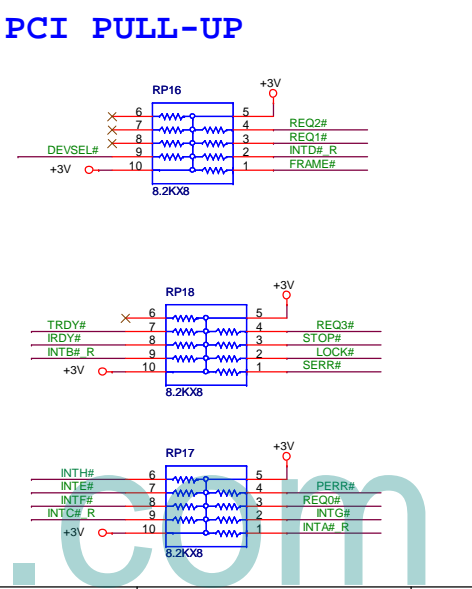 PCI PULL-UP
RP16
+3V
6 5
7 4 REQ2#
8 3 REQ1#
DEVSEL# 9 2 INTD#_R
+3V 10 1 FRAME#
8.2KX8
RP18
+3V
6 5
TRDY# 7 4 REQ3#
IRDY# 8 3 STOP#
INTB#_R 9 2 LOCK#
+3V 10 1 SERR#
8.2KX8
RP17
+3V
INTH# 6 5
INTE# 7 4 PERR#
INTF# 8 3 REQ0#
INTC#_R 9 2 INTG#
+3V 10 1 INTA#_R
8.2KX8
.com